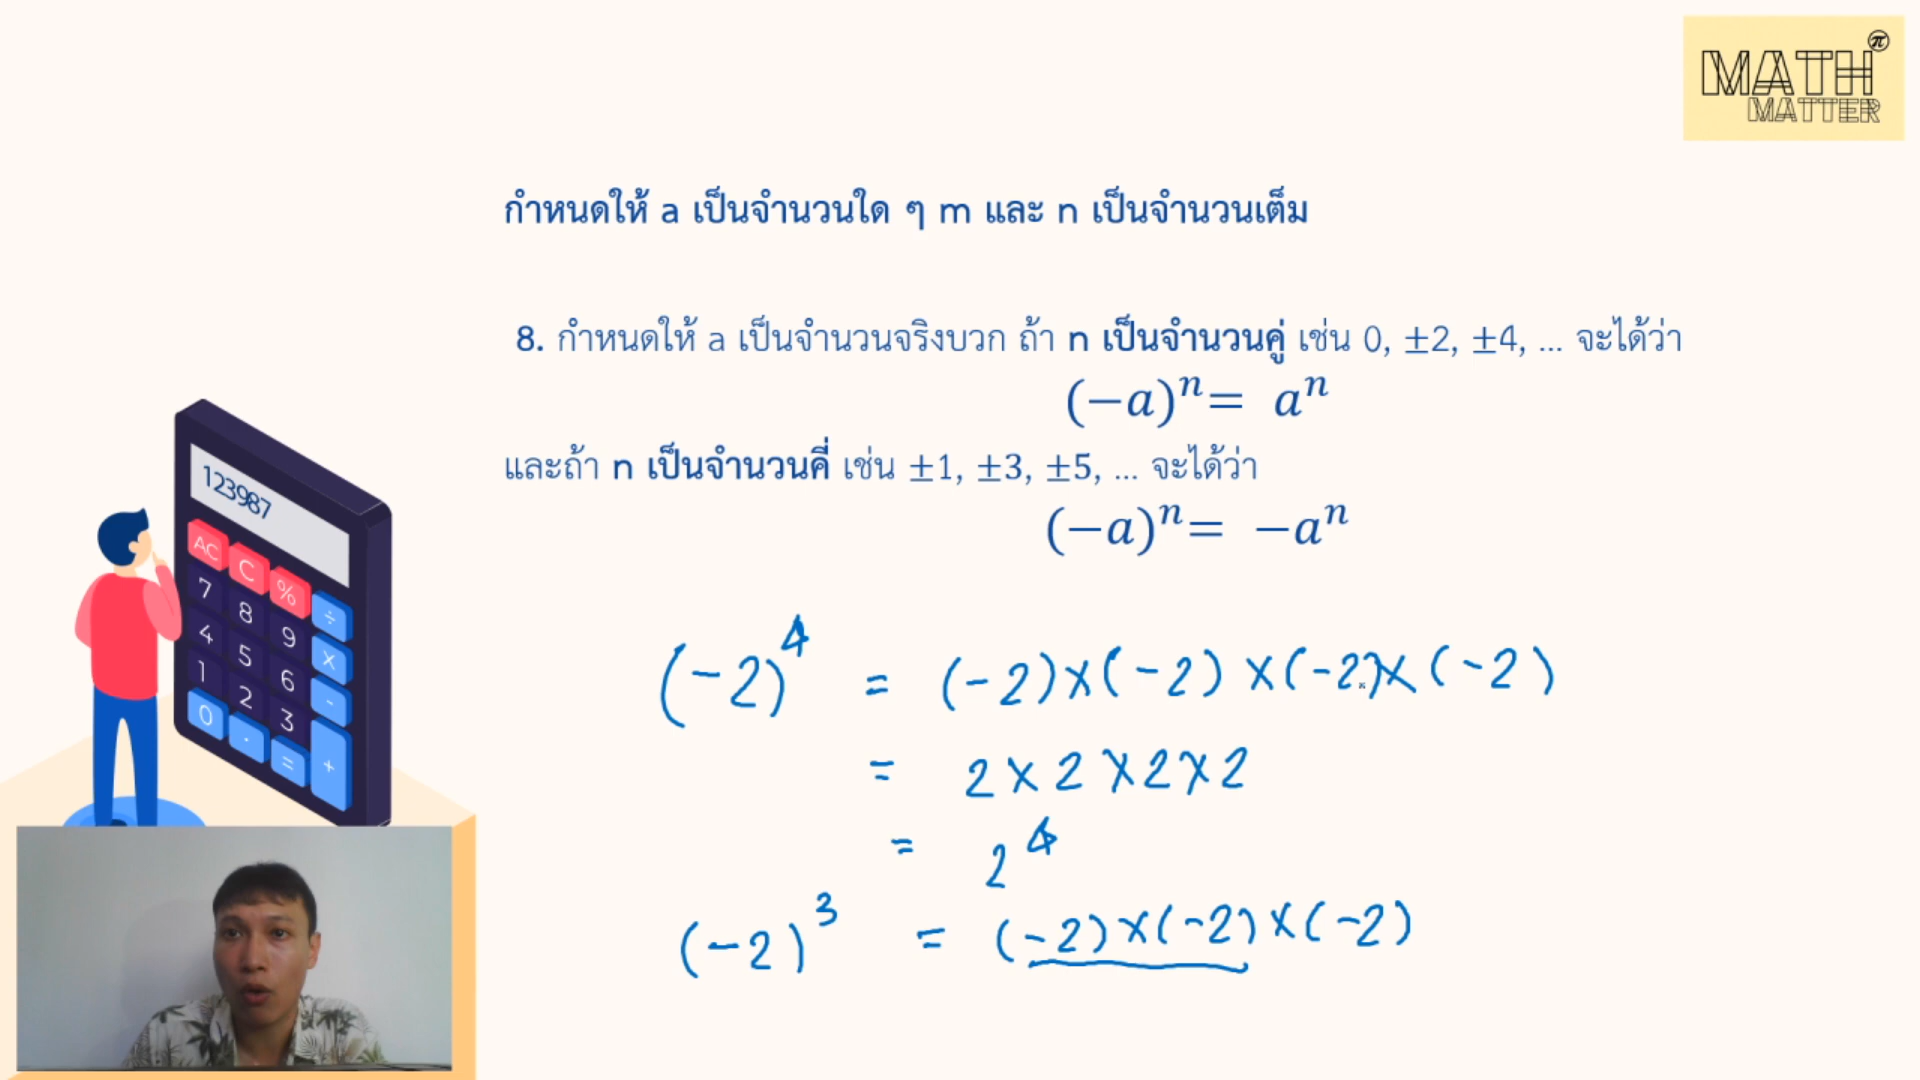 MATH π
MATTER
กำหนดให้ a เป็นจำนวนใด ๆ m และ n เป็นจำนวนเต็ม
8. กำหนดให้ a เป็นจำนวนจริงบวก ถ้า n เป็นจำนวนคู่ เช่น 0, ±2, ±4, ... จะได้ว่า
(−a)ⁿ= aⁿ
และถ้า n เป็นจำนวนคี่ เช่น ±1, ±3, ±5, ... จะได้ว่า
(−a)ⁿ= −aⁿ
123987
AC C % ÷
7 8 9 X
4 5 6 -
1 2 3 +
0 . =
(-2)⁴ = (-2)×(-2)×(-2)×(-2)
= 2×2×2×2
= 2⁴
(-2)³ = (-2)×(-2)×(-2)